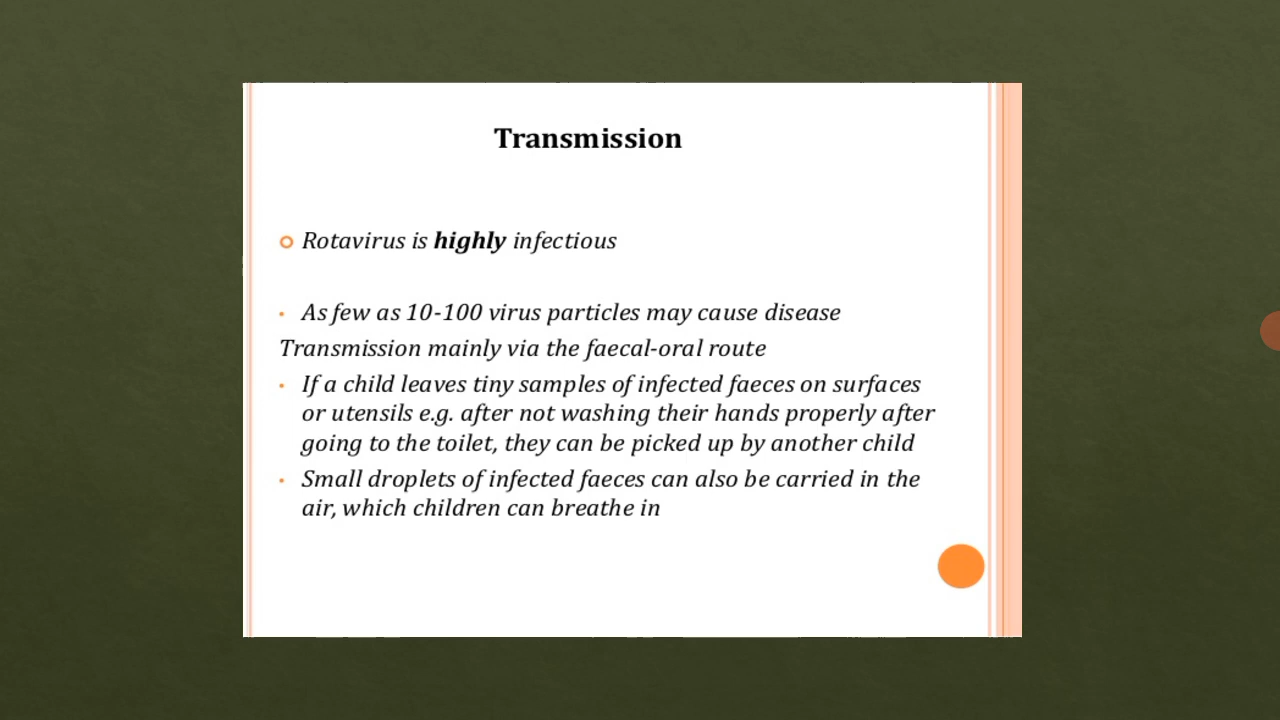 Transmission
Rotavirus is highly infectious
As few as 10-100 virus particles may cause disease
Transmission mainly via the faecal-oral route
If a child leaves tiny samples of infected faeces on surfaces
or utensils e.g. after not washing their hands properly after
going to the toilet, they can be picked up by another child
Small droplets of infected faeces can also be carried in the
air, which children can breathe in